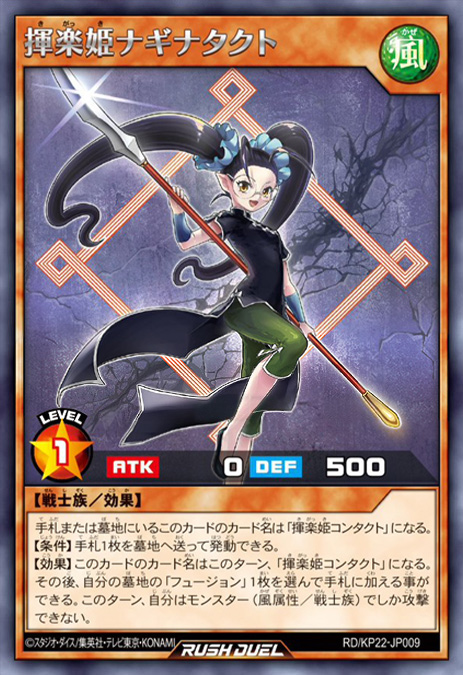 揮楽姫ナギナタクト
風
LEVEL
1
ATK 0 DEF 500
【戦士族／効果】
手札または墓地にいるこのカードのカード名は「揮楽姫コンタクト」になる。
【条件】手札1枚を墓地へ送って発動できる。
【効果】このカードのカード名はこのターン、「揮楽姫コンタクト」になる。
その後、自分の墓地の「フュージョン」1枚を選んで手札に加える事が
できる。このターン、自分はモンスター（風属性／戦士族）でしか攻撃
できない。
©スタジオ・ダイス/集英社・テレビ東京・KONAMI RUSH DUEL RD/KP22-JP009